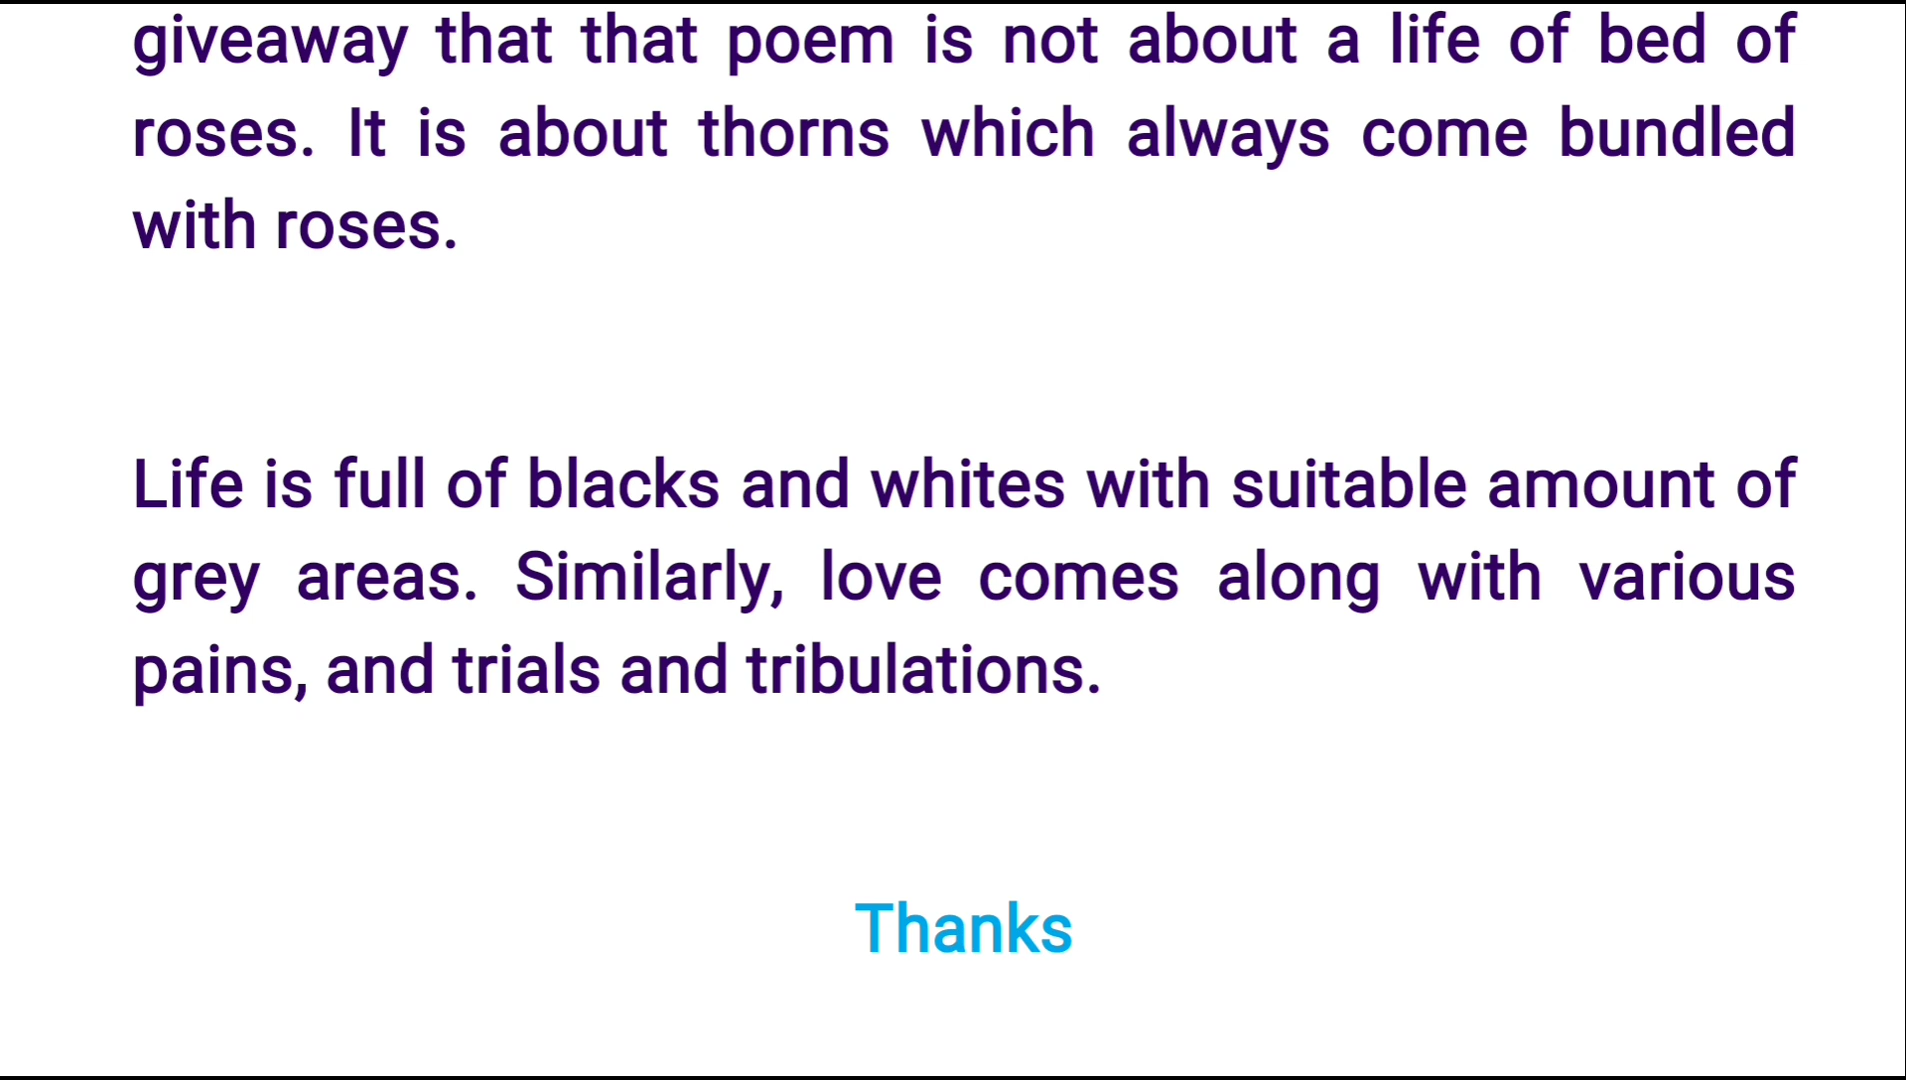 giveaway that that poem is not about a life of bed of
roses. It is about thorns which always come bundled
with roses.
Life is full of blacks and whites with suitable amount of
grey areas. Similarly, love comes along with various
pains, and trials and tribulations.
Thanks